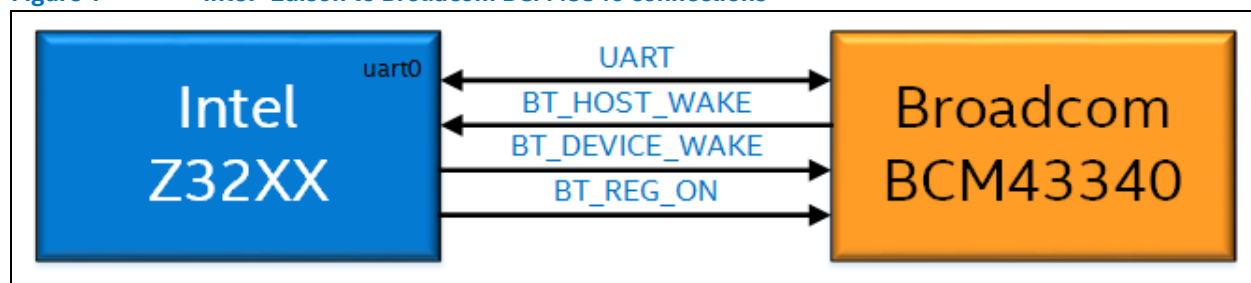 uart0
Intel
Z32XX
UART
BT_HOST_WAKE
BT_DEVICE_WAKE
BT_REG_ON
Broadcom
BCM43340